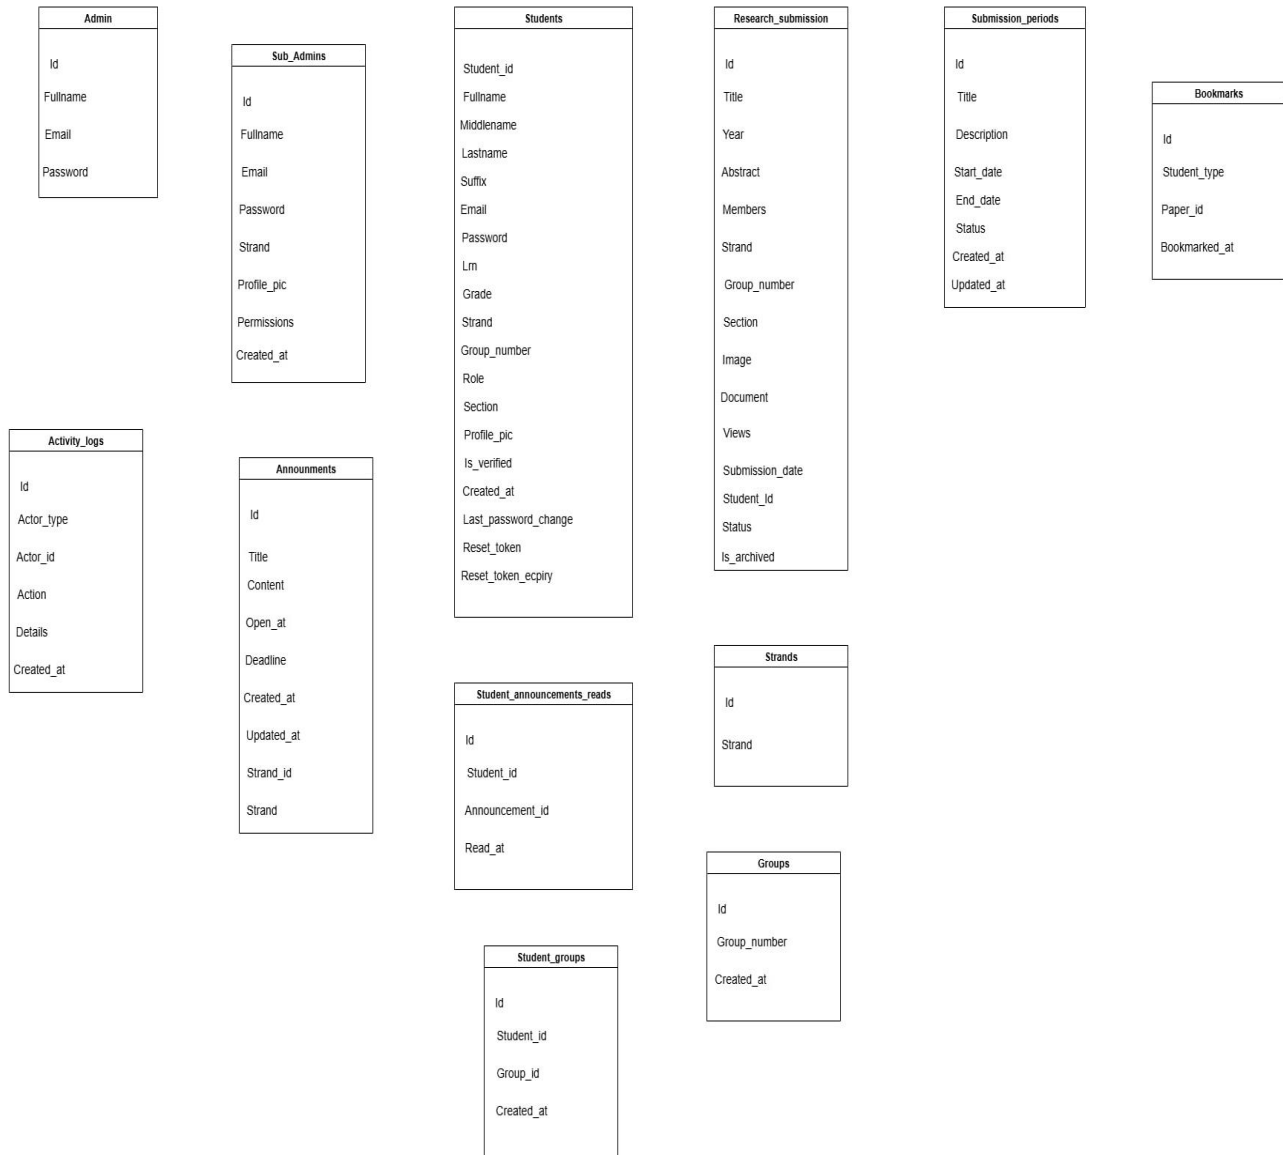 Admin
Id
Fullname
Email
Password
Sub_Admins
Id
Fullname
Email
Password
Strand
Profile_pic
Permissions
Created_at
Students
Student_id
Fullname
Middlename
Lastname
Suffix
Email
Password
Lrn
Grade
Strand
Group_number
Role
Section
Profile_pic
Is_verified
Created_at
Last_password_change
Reset_token
Reset_token_ecpiry
Research_submission
Id
Title
Year
Abstract
Members
Strand
Group_number
Section
Image
Document
Views
Submission_date
Student_Id
Status
Is_archived
Submission_periods
Id
Title
Description
Start_date
End_date
Status
Created_at
Updated_at
Bookmarks
Id
Student_type
Paper_id
Bookmarked_at
Activity_logs
Id
Actor_type
Actor_id
Action
Details
Created_at
Announments
Id
Title
Content
Open_at
Deadline
Created_at
Updated_at
Strand_id
Strand
Student_announcements_reads
Id
Student_id
Announcement_id
Read_at
Strands
Id
Strand
Groups
Id
Group_number
Created_at
Student_groups
Id
Student_id
Group_id
Created_at